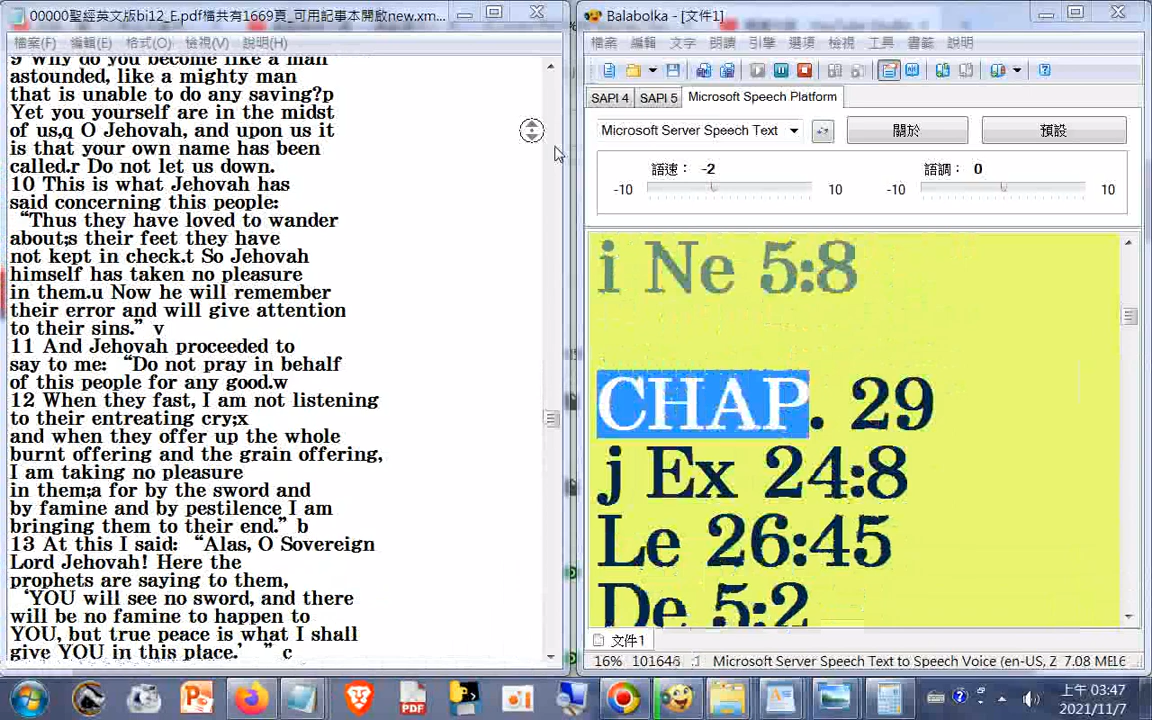 00000聖經英文版bi12_E.pdf檔共有1669頁_可用記事本開啟new.xm...
檔案(F) 編輯(E) 格式(O) 檢視(V) 說明(H)
9 Why do you become like a man
astounded, like a mighty man
that is unable to do any saving?p
Yet you yourself are in the midst
of us,q O Jehovah, and upon us it
is that your own name has been
called.r Do not let us down.
10 This is what Jehovah has
said concerning this people:
“Thus they have loved to wander
about;s their feet they have
not kept in check.t So Jehovah
himself has taken no pleasure
in them.u Now he will remember
their error and will give attention
to their sins.” v
11 And Jehovah proceeded to
say to me: “Do not pray in behalf
of this people for any good.w
12 When they fast, I am not listening
to their entreating cry;x
and when they offer up the whole
burnt offering and the grain offering,
I am taking no pleasure
in them;a for by the sword and
by famine and by pestilence I am
bringing them to their end.” b
13 At this I said: “Alas, O Sovereign
Lord Jehovah! Here the
prophets are saying to them,
‘YOU will see no sword, and there
will be no famine to happen to
YOU, but true peace is what I shall
give YOU in this place.’ ” c
Balabolka - [文件1]
檔案 編輯 文字 朗讀 引擎 選項 檢視 工具 書籤 說明
SAPI 4 SAPI 5 Microsoft Speech Platform
Microsoft Server Speech Text 關於 預設
語速： -2 語調： 0
-10 10 -10 10
i Ne 5:8
CHAP. 29
j Ex 24:8
Le 26:45
De 5:2
文件1
16% Microsoft Server Speech Text to Speech Voice (en-US, Z 7.08 ME
PDF
上午 03:47
2021/11/7